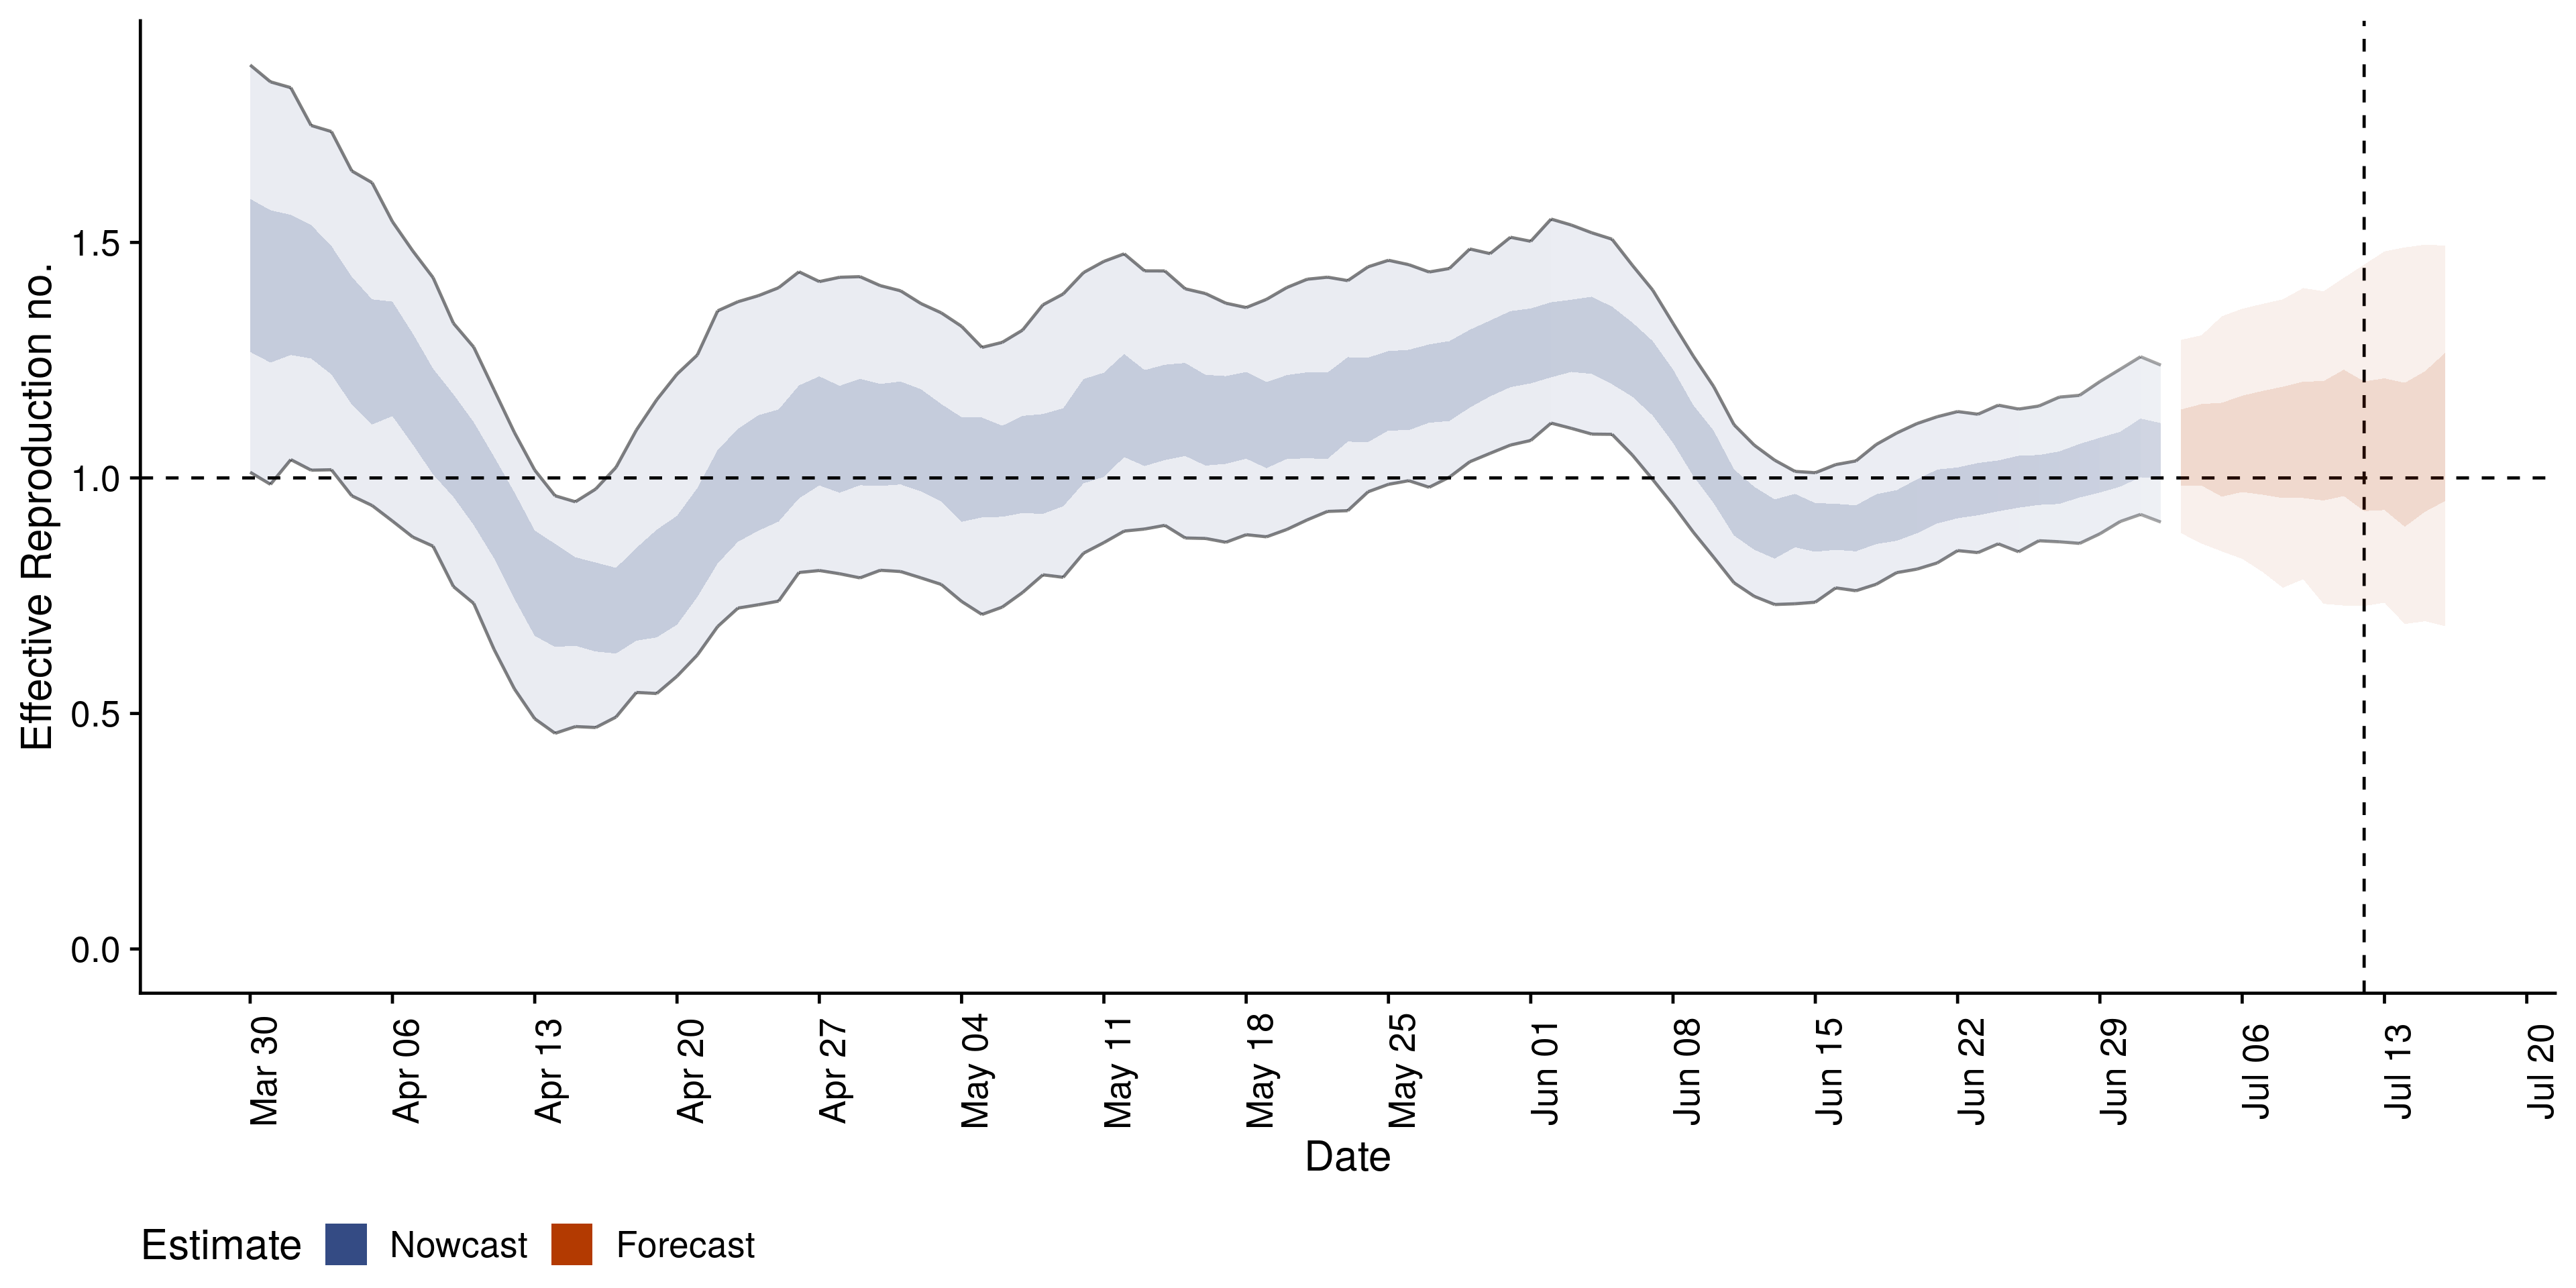 Effective Reproduction no.
1.5
1.0
0.5
0.0
Mar 30
Apr 06
Apr 13
Apr 20
Apr 27
May 04
May 11
May 18
May 25
Jun 01
Jun 08
Jun 15
Jun 22
Jun 29
Jul 06
Jul 13
Jul 20
Date
Estimate Nowcast Forecast